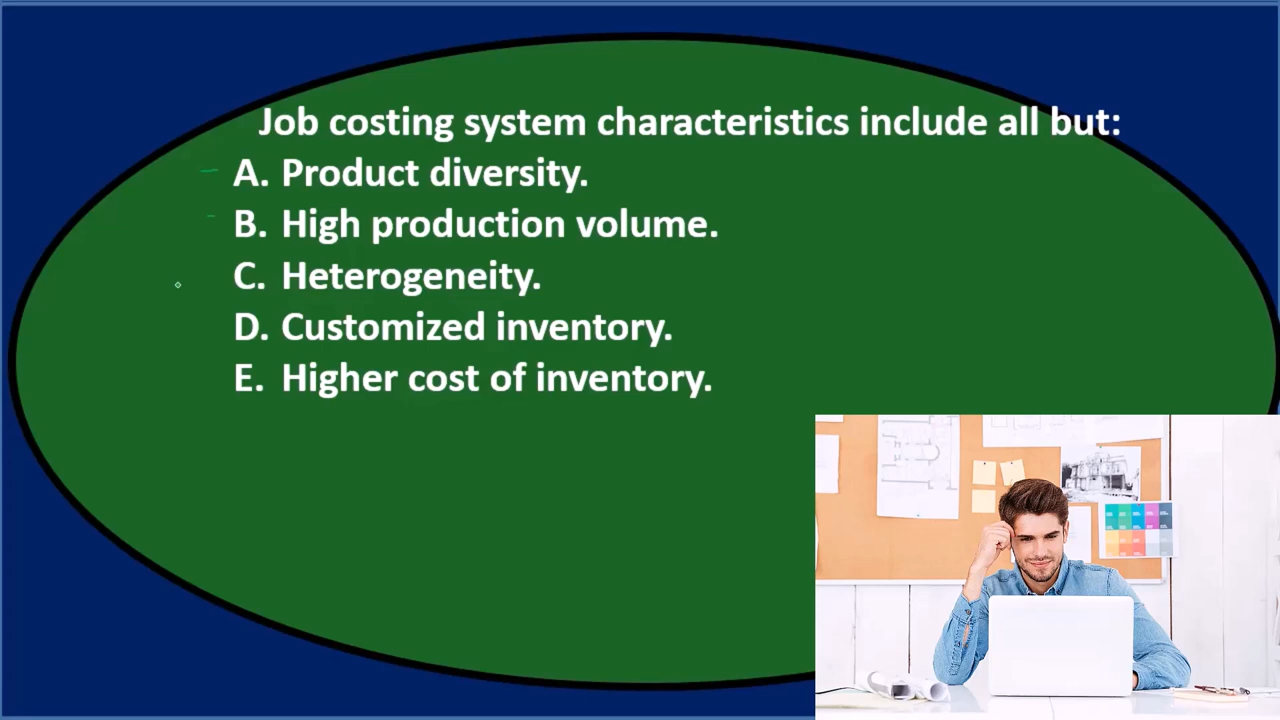 Job costing system characteristics include all but:
A. Product diversity.
B. High production volume.
C. Heterogeneity.
D. Customized inventory.
E. Higher cost of inventory.